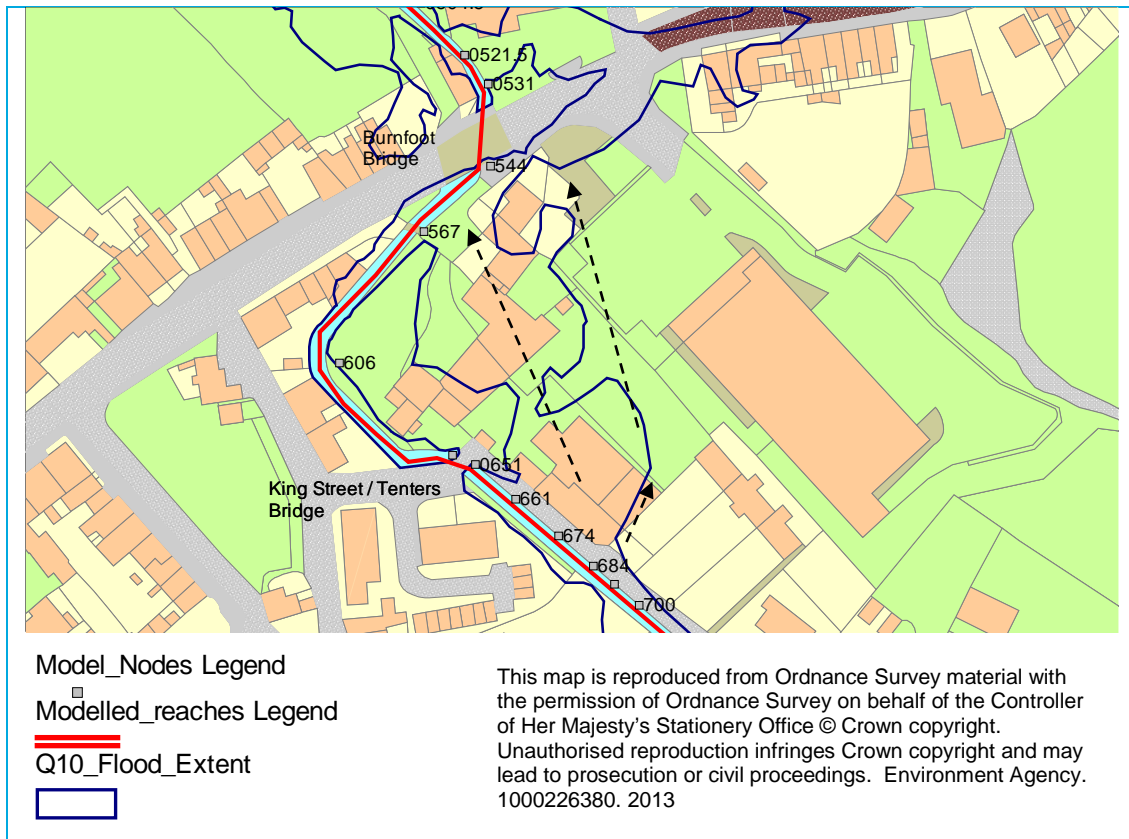 0521.5
0531
Burnfoot
Bridge
544
567
606
0651
King Street / Tenters
Bridge
661
674
684
700
Model_Nodes Legend
Modelled_reaches Legend
Q10_Flood_Extent
This map is reproduced from Ordnance Survey material with
the permission of Ordnance Survey on behalf of the Controller
of Her Majesty's Stationery Office © Crown copyright.
Unauthorised reproduction infringes Crown copyright and may
lead to prosecution or civil proceedings.  Environment Agency.
1000226380. 2013